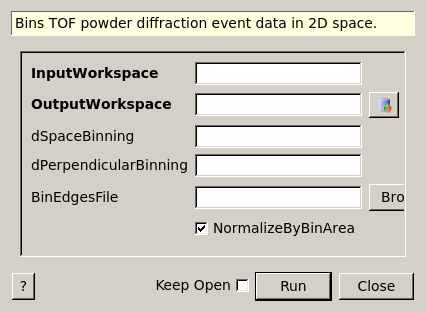 Bins TOF powder diffraction event data in 2D space.
InputWorkspace
OutputWorkspace
dSpaceBinning
dPerpendicularBinning
BinEdgesFile
Bro
NormalizeByBinArea
? Keep Open Run Close